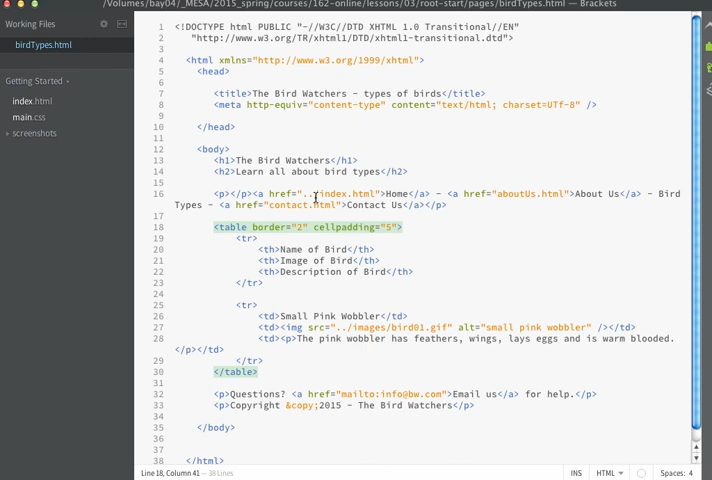 /Volumes/bay04/_MESA/2015_spring/courses/162-online/lessons/03/root-start/pages/birdTypes.html — Brackets
Working Files
birdTypes.html
Getting Started
index.html
main.css
screenshots
1 <!DOCTYPE html PUBLIC "-//W3C//DTD XHTML 1.0 Transitional//EN"
2 "http://www.w3.org/TR/xhtml1/DTD/xhtml1-transitional.dtd">
3
4 <html xmlns="http://www.w3.org/1999/xhtml">
5 <head>
6
7 <title>The Bird Watchers - types of birds</title>
8 <meta http-equiv="content-type" content="text/html; charset=UTf-8" />
9
10 </head>
11
12 <body>
13 <h1>The Bird Watchers</h1>
14 <h2>Learn all about bird types</h2>
15
16 <p></p><a href="../index.html">Home</a> - <a href="aboutUs.html">About Us</a> - Bird
Types - <a href="contact.html">Contact Us</a></p>
17
18 <table border="2" cellpadding="5">
19 <tr>
20 <th>Name of Bird</th>
21 <th>Image of Bird</th>
22 <th>Description of Bird</th>
23 </tr>
24
25 <tr>
26 <td>Small Pink Wobbler</td>
27 <td><img src="../images/bird01.gif" alt="small pink wobbler" /></td>
28 <td><p>The pink wobbler has feathers, wings, lays eggs and is warm blooded.
</p></td>
29 </tr>
30 </table>
31
32 <p>Questions? <a href="mailto:info@bw.com">Email us</a> for help.</p>
33 <p>Copyright &copy;2015 - The Bird Watchers</p>
34
35 </body>
36
37
38 </html>
Line 18, Column 41 — 38 Lines
INS
HTML
Spaces: 4